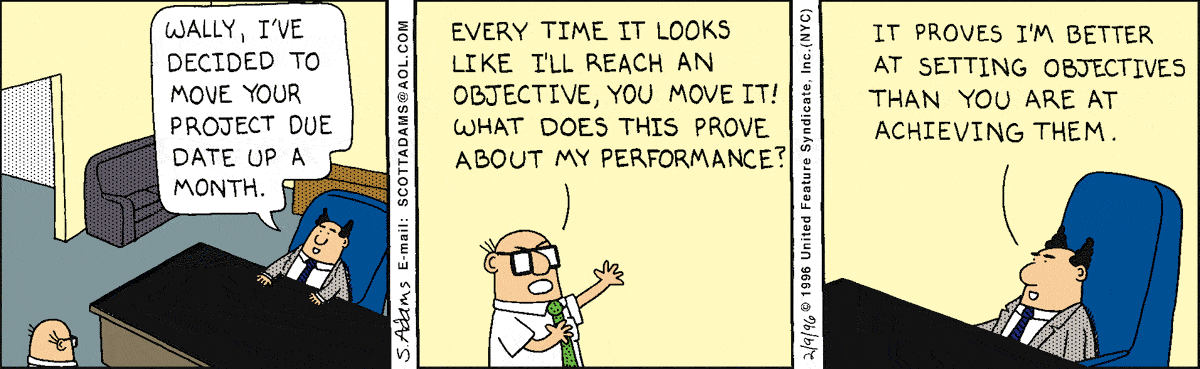 WALLY, I'VE
DECIDED TO
MOVE YOUR
PROJECT DUE
DATE UP A
MONTH.
S.Adams E-mail: SCOTTADAMS@AOL.COM
EVERY TIME IT LOOKS
LIKE I'LL REACH AN
OBJECTIVE, YOU MOVE IT!
WHAT DOES THIS PROVE
ABOUT MY PERFORMANCE?
2/9/96 © 1996 United Feature Syndicate, Inc.(NYC)
IT PROVES I'M BETTER
AT SETTING OBJECTIVES
THAN YOU ARE AT
ACHIEVING THEM.